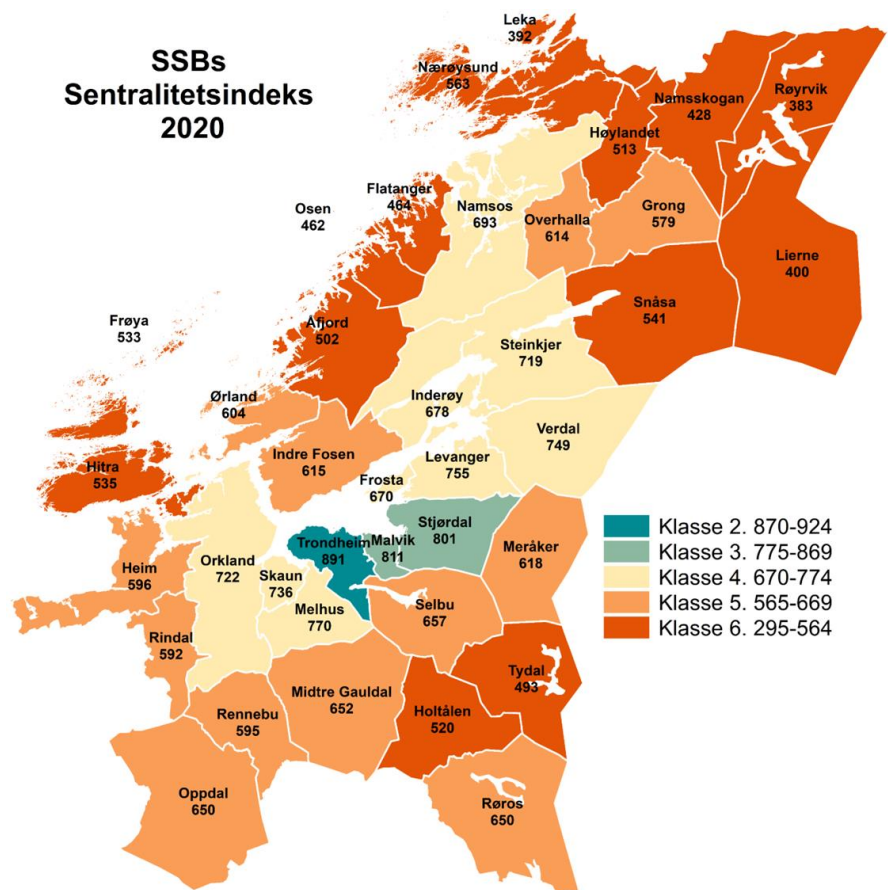 SSBs
Sentralitetsindeks
2020
Leka
392
Nærøysund
563
Namsskogan
428
Røyrvik
383
Høylandet
513
Flatanger
464
Namsos
693
Osen
462
Overhalla
614
Grong
579
Lierne
400
Snåsa
541
Frøya
533
Åfjord
502
Steinkjer
719
Ørland
604
Inderøy
678
Verdal
749
Indre Fosen
615
Levanger
755
Hitra
535
Frosta
670
Stjørdal
801
Trondheim
891
Malvik
811
Meråker
618
Orkland
722
Heim
596
Skaun
736
Melhus
770
Selbu
657
Rindal
592
Tydal
493
Midtre Gauldal
652
Holtålen
520
Rennebu
595
Oppdal
650
Røros
650
Klasse 2. 870-924
Klasse 3. 775-869
Klasse 4. 670-774
Klasse 5. 565-669
Klasse 6. 295-564